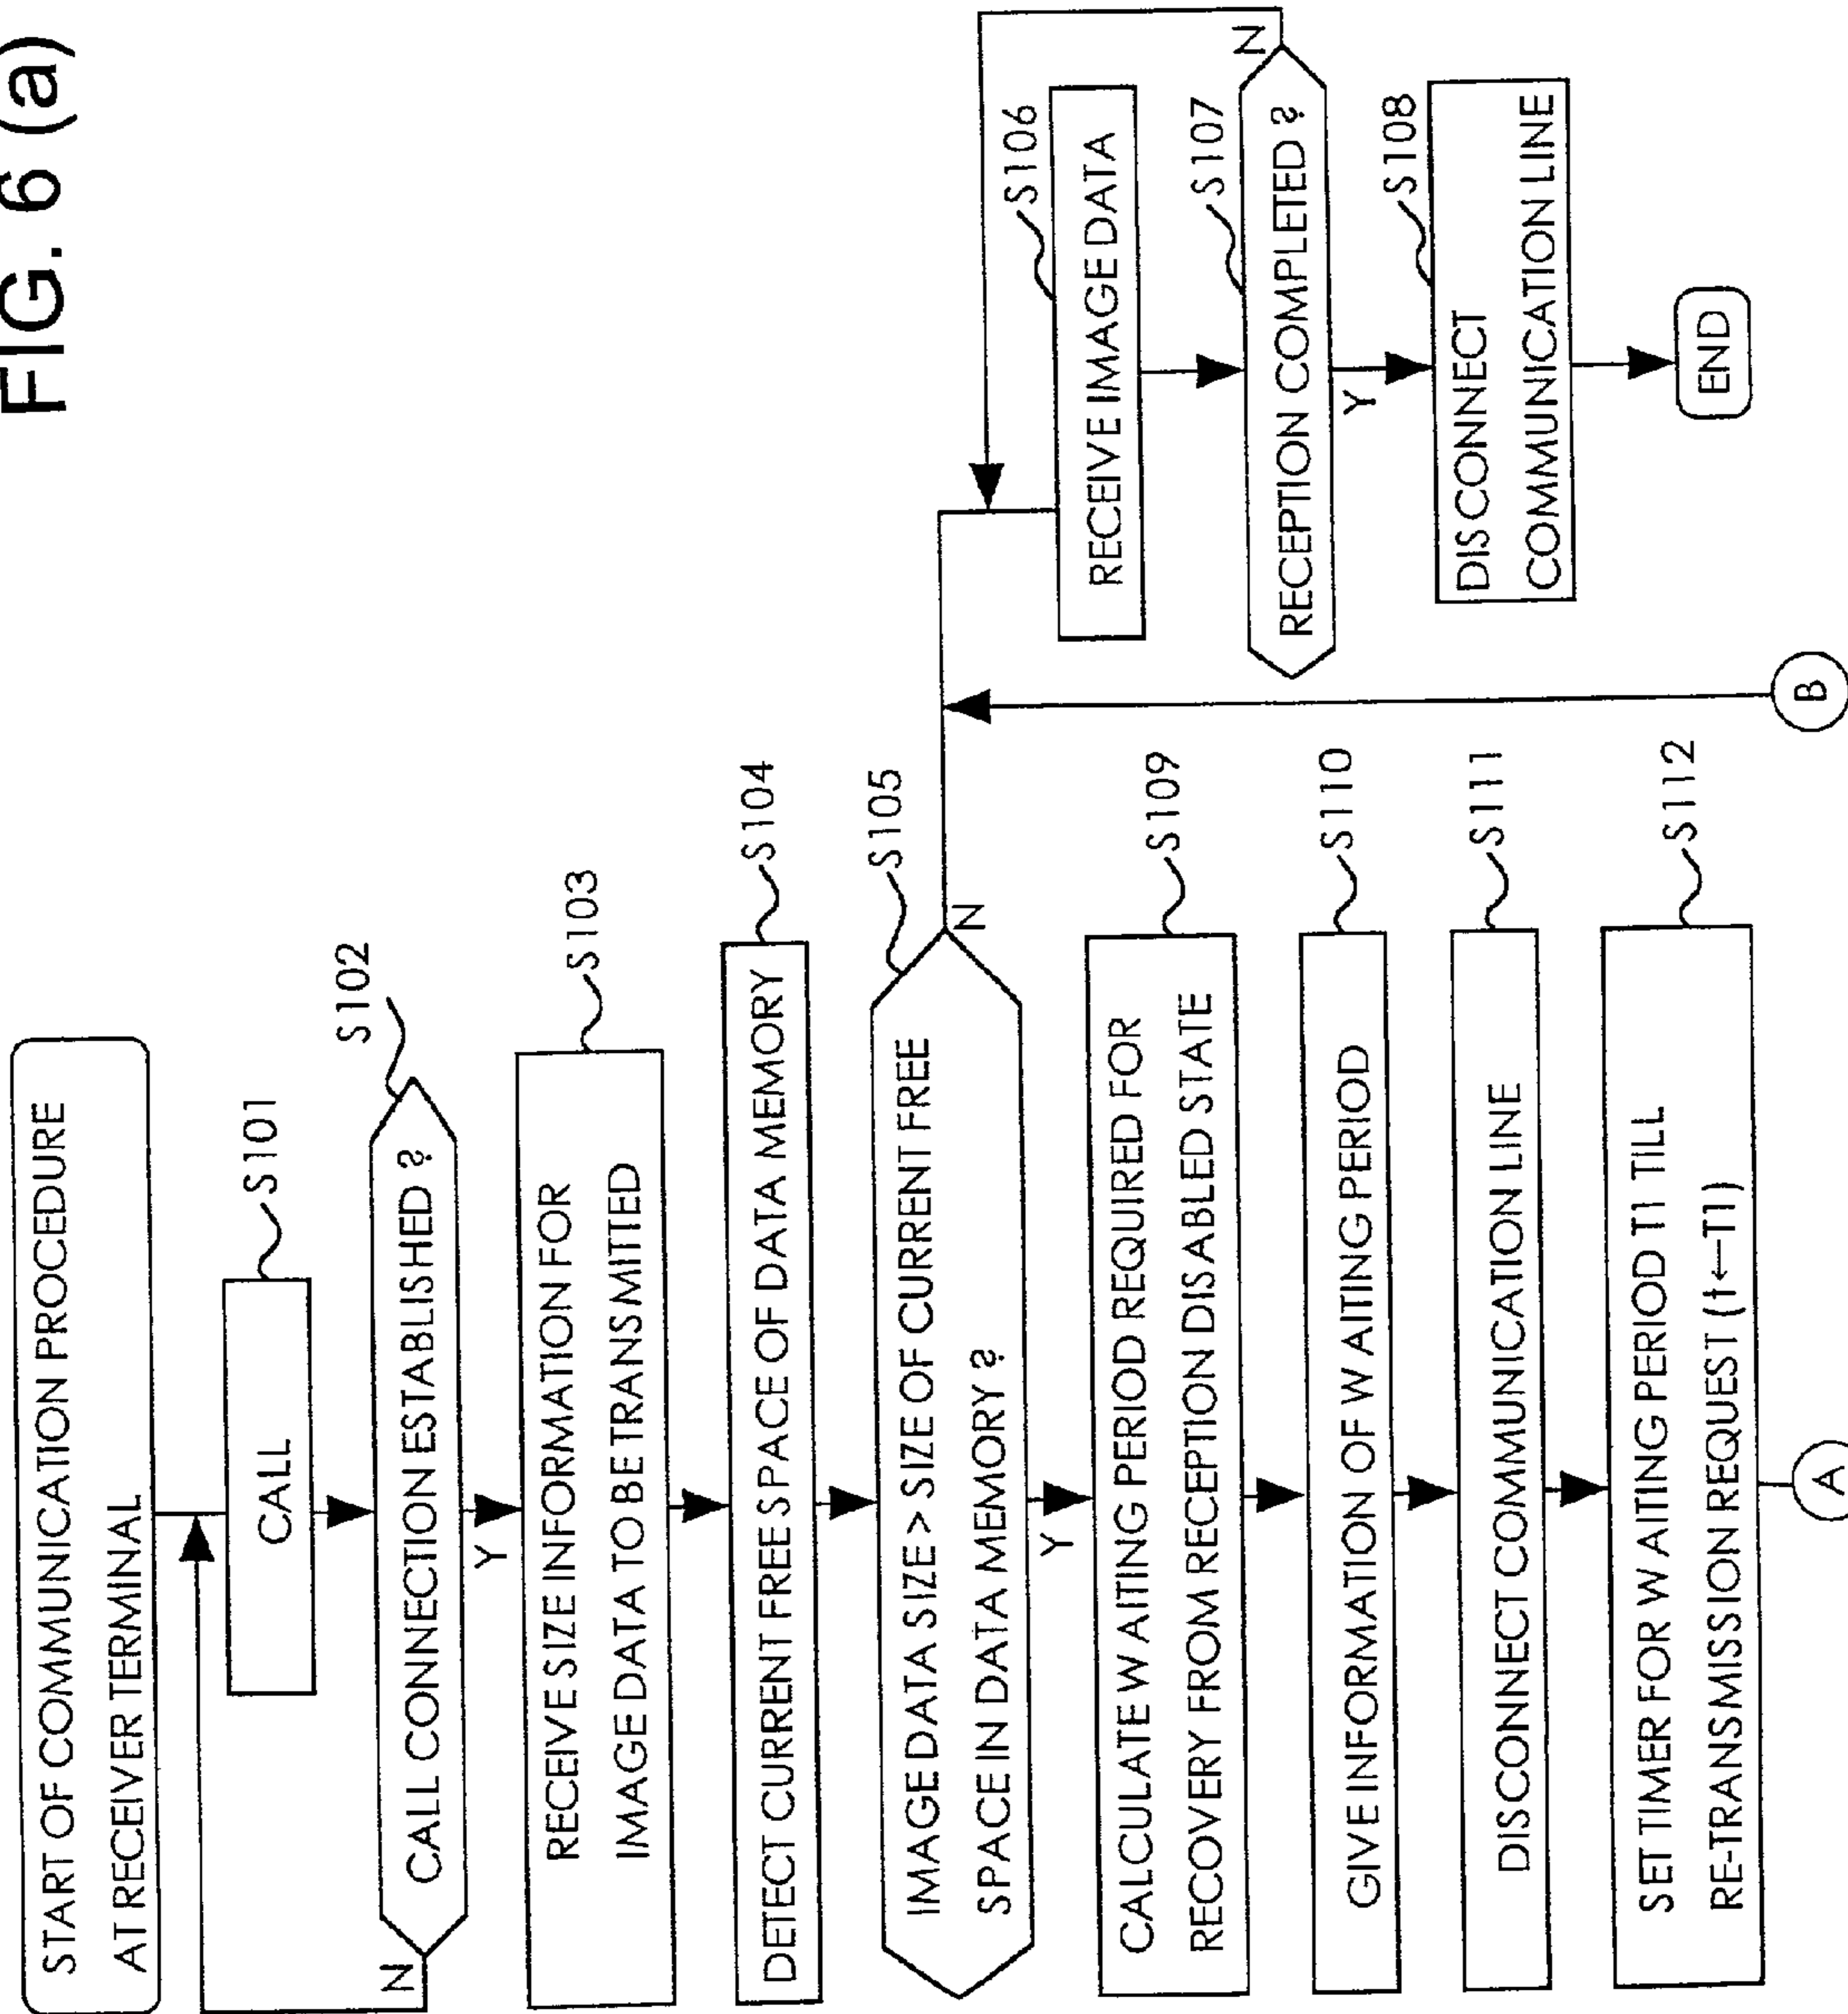 FIG. 6 (a)
START OF COMMUNICATION PROCEDURE
AT RECEIVER TERMINAL
S101
CALL
S102
CALL CONNECTION ESTABLISHED ?
N
Y
S103
RECEIVE SIZE INFORMATION FOR
IMAGE DATA TO BE TRANSMITTED
S104
DETECT CURRENT FREE SPACE OF DATA MEMORY
S105
IMAGE DATA SIZE > SIZE OF CURRENT FREE
SPACE IN DATA MEMORY ?
N
Y
S109
CALCULATE WAITING PERIOD REQUIRED FOR
RECOVERY FROM RECEPTION DISABLED STATE
S110
GIVE INFORMATION OF WAITING PERIOD
S111
DISCONNECT COMMUNICATION LINE
S112
SET TIMER FOR WAITING PERIOD T1 TILL
RE-TRANSMISSION REQUEST (t←T1)
A
S106
RECEIVE IMAGE DATA
S107
RECEPTION COMPLETED ?
N
Y
S108
DISCONNECT
COMMUNICATION LINE
END
B